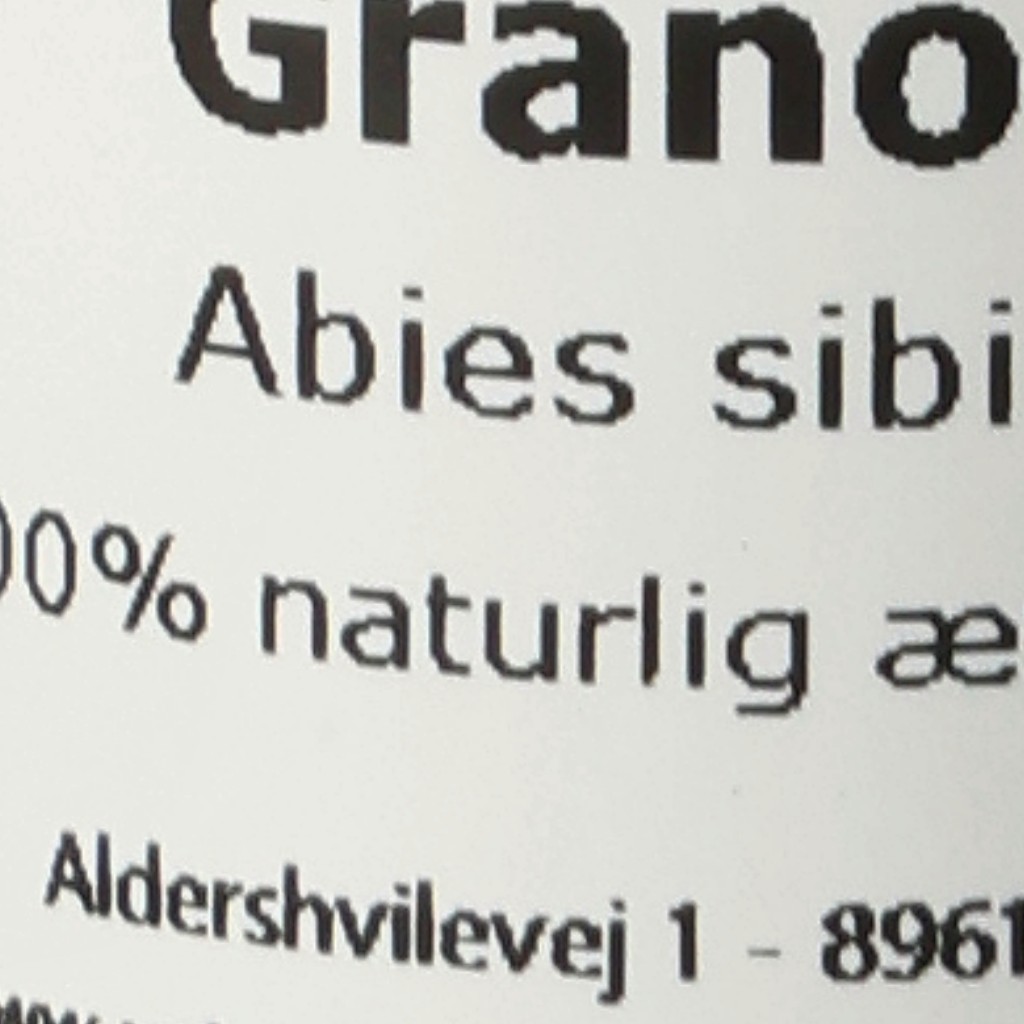 Grano
Abies sibi
00% naturlig æ
Aldershvilevej 1 - 8961